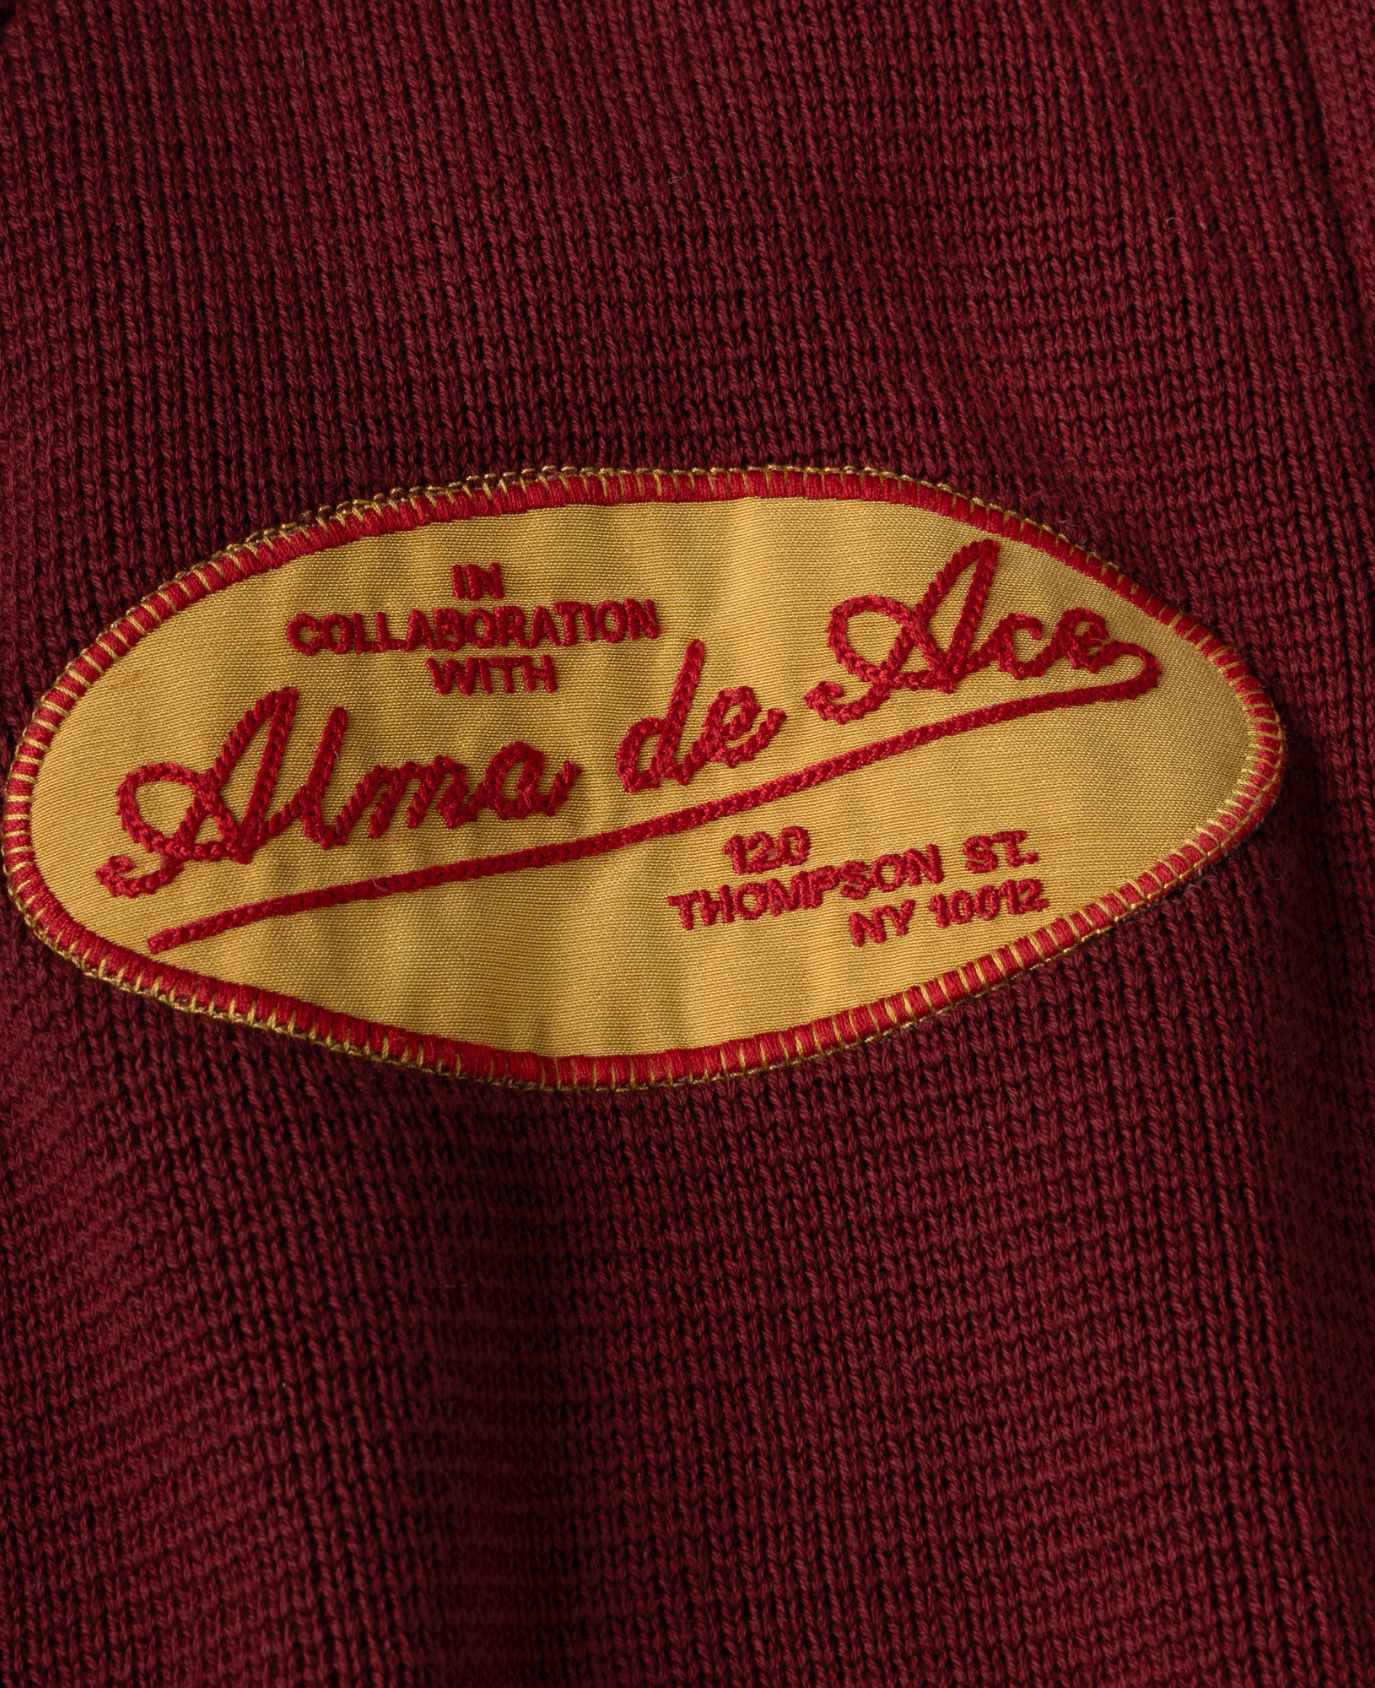 IN
COLLABORATION
WITH
Alma de Ace
120
THOMPSON ST.
NY 10012